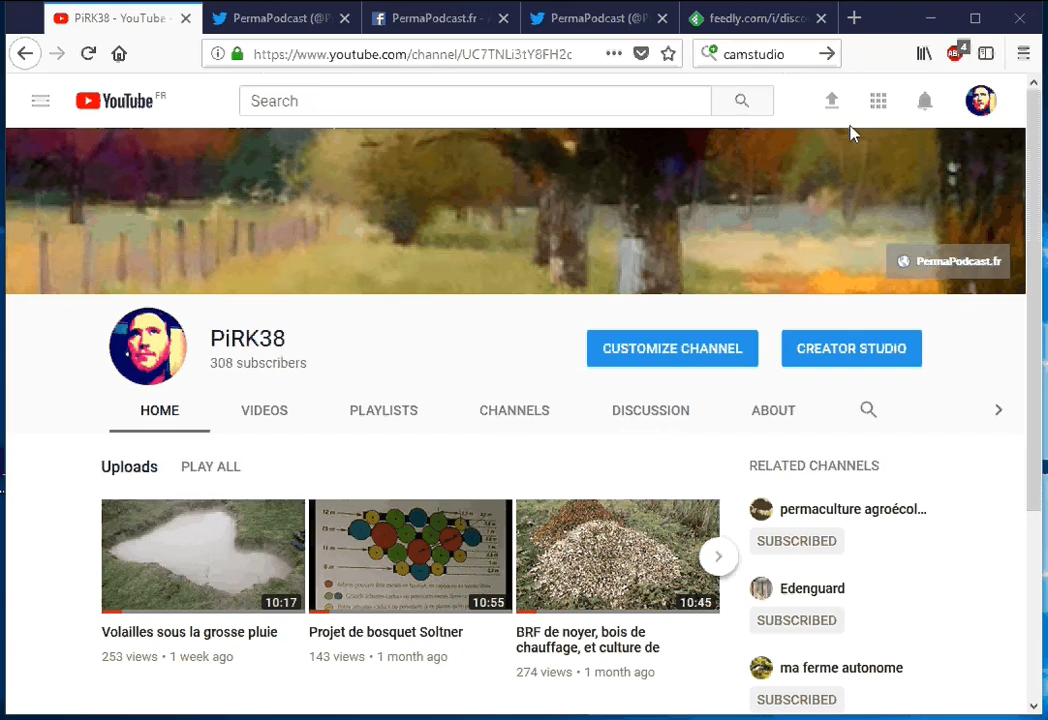 PiRK38 - YouTube -
PermaPodcast (@P
PermaPodcast.fr - A
PermaPodcast (@P
feedly.com/i/disco
https://www.youtube.com/channel/UC7TNLi3tY8FH2c
camstudio
4
YouTube FR
Search
PermaPodcast.fr
PiRK38
308 subscribers
CUSTOMIZE CHANNEL
CREATOR STUDIO
HOME
VIDEOS
PLAYLISTS
CHANNELS
DISCUSSION
ABOUT
Uploads
PLAY ALL
10:17
Volailles sous la grosse pluie
253 views • 1 week ago
10:55
Projet de bosquet Soltner
143 views • 1 month ago
10:45
BRF de noyer, bois de
chauffage, et culture de
274 views • 1 month ago
RELATED CHANNELS
permaculture agroécol...
SUBSCRIBED
Edenguard
SUBSCRIBED
ma ferme autonome
SUBSCRIBED